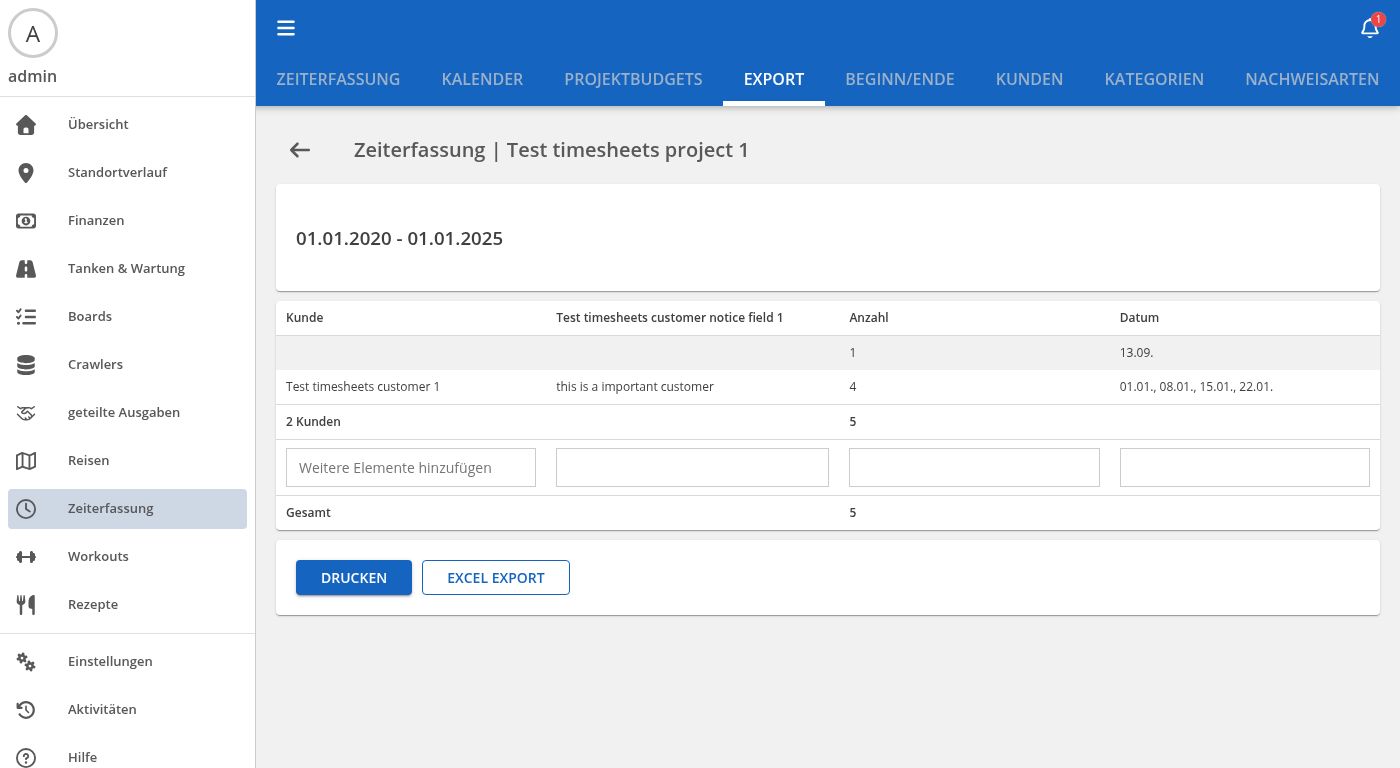 A
admin
Übersicht
Standortverlauf
Finanzen
Tanken & Wartung
Boards
Crawlers
geteilte Ausgaben
Reisen
Zeiterfassung
Workouts
Rezepte
Einstellungen
Aktivitäten
Hilfe
1
ZEITERFASSUNG KALENDER PROJEKTBUDGETS EXPORT BEGINN/ENDE KUNDEN KATEGORIEN NACHWEISARTEN
Zeiterfassung | Test timesheets project 1
01.01.2020 - 01.01.2025
Kunde Test timesheets customer notice field 1 Anzahl Datum
1 13.09.
Test timesheets customer 1 this is a important customer 4 01.01., 08.01., 15.01., 22.01.
2 Kunden 5
Weitere Elemente hinzufügen
Gesamt 5
DRUCKEN EXCEL EXPORT